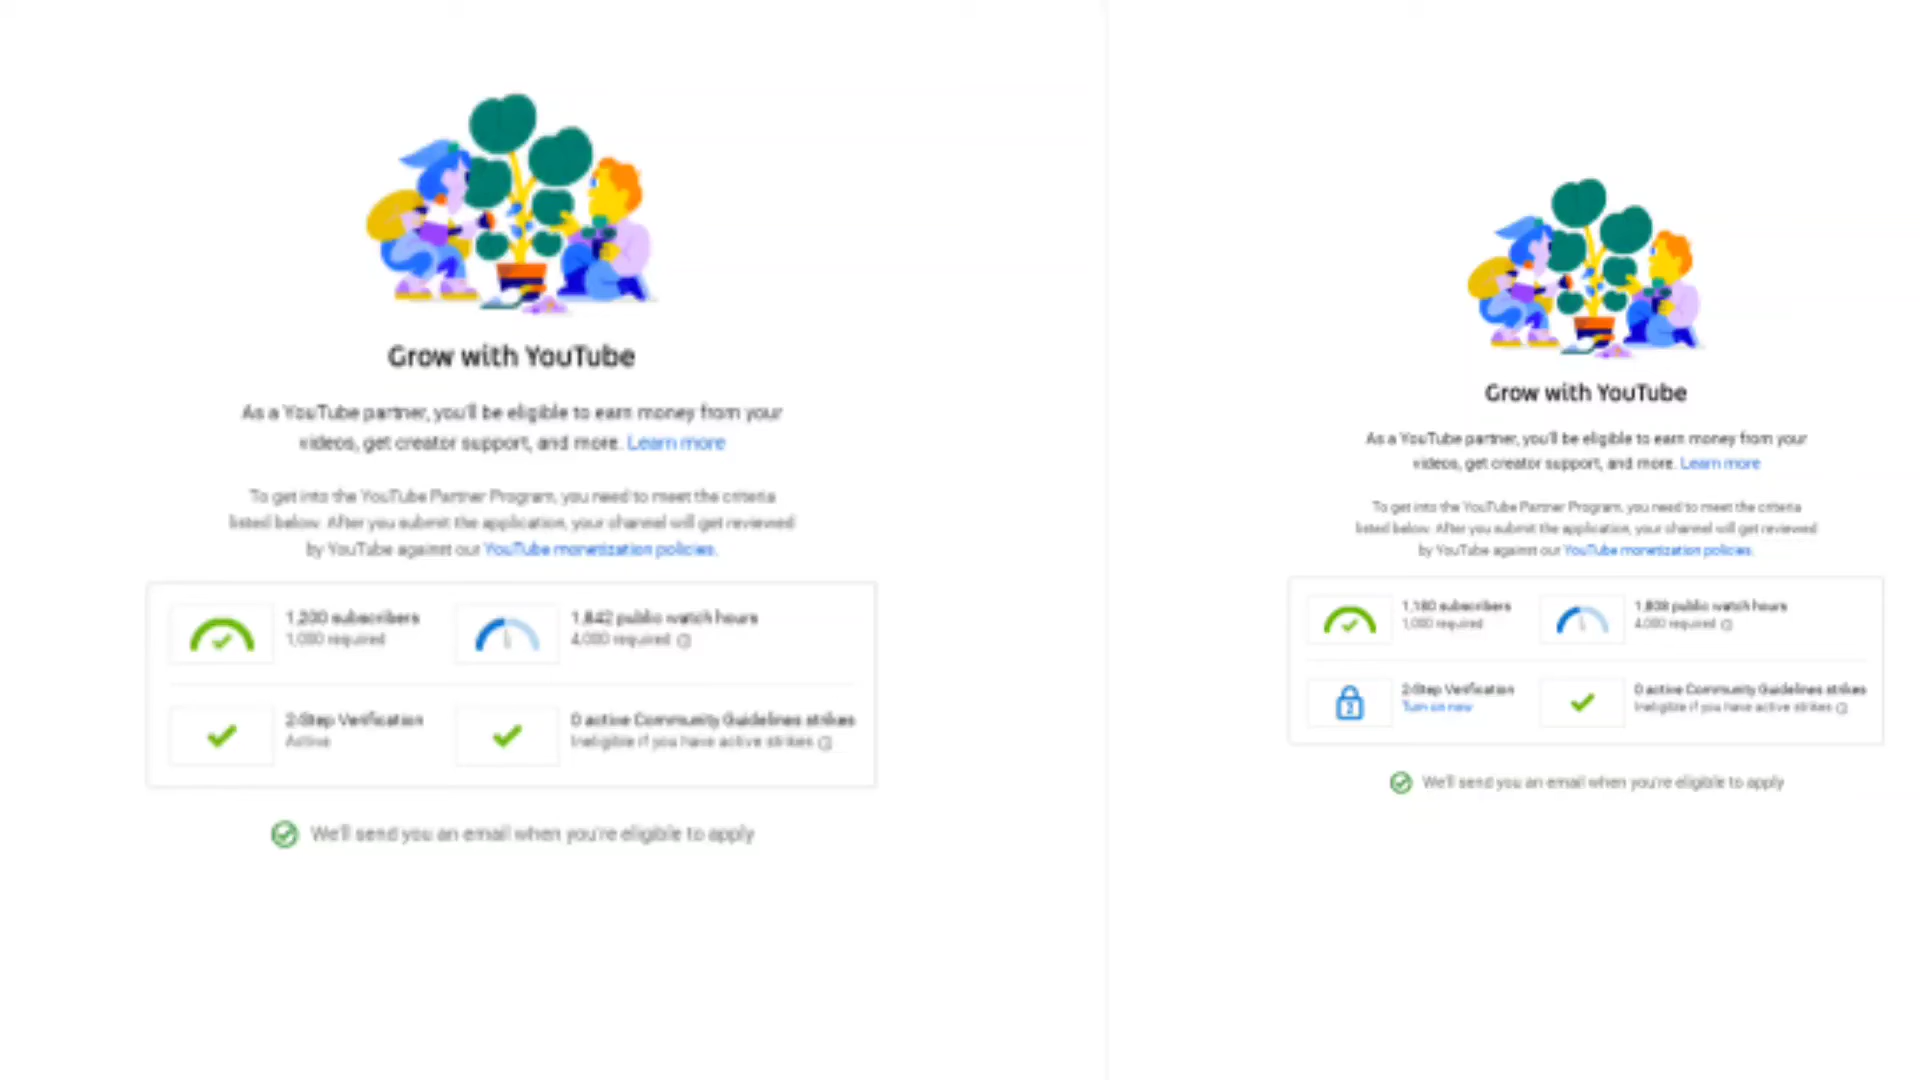 Grow with YouTube
As a YouTube partner, you'll be eligible to earn money from your
videos, get creator support, and more. Learn more
To get into the YouTube Partner Program, you need to meet the criteria
listed below. After you submit the application, your channel will get reviewed
by YouTube against our YouTube monetization policies.
1,200 subscribers
1,000 required
1,842 public watch hours
4,000 required
2-Step Verification
Active
0 active Community Guidelines strikes
Ineligible if you have active strikes
We'll send you an email when you're eligible to apply
Grow with YouTube
As a YouTube partner, you'll be eligible to earn money from your
videos, get creator support, and more. Learn more
To get into the YouTube Partner Program, you need to meet the criteria
listed below. After you submit the application, your channel will get reviewed
by YouTube against our YouTube monetization policies.
1,180 subscribers
1,000 required
public watch hours
4,000 required
2-Step Verification
Turn on now
0 active Community Guidelines strikes
Ineligible if you have active strikes
We'll send you an email when you're eligible to apply